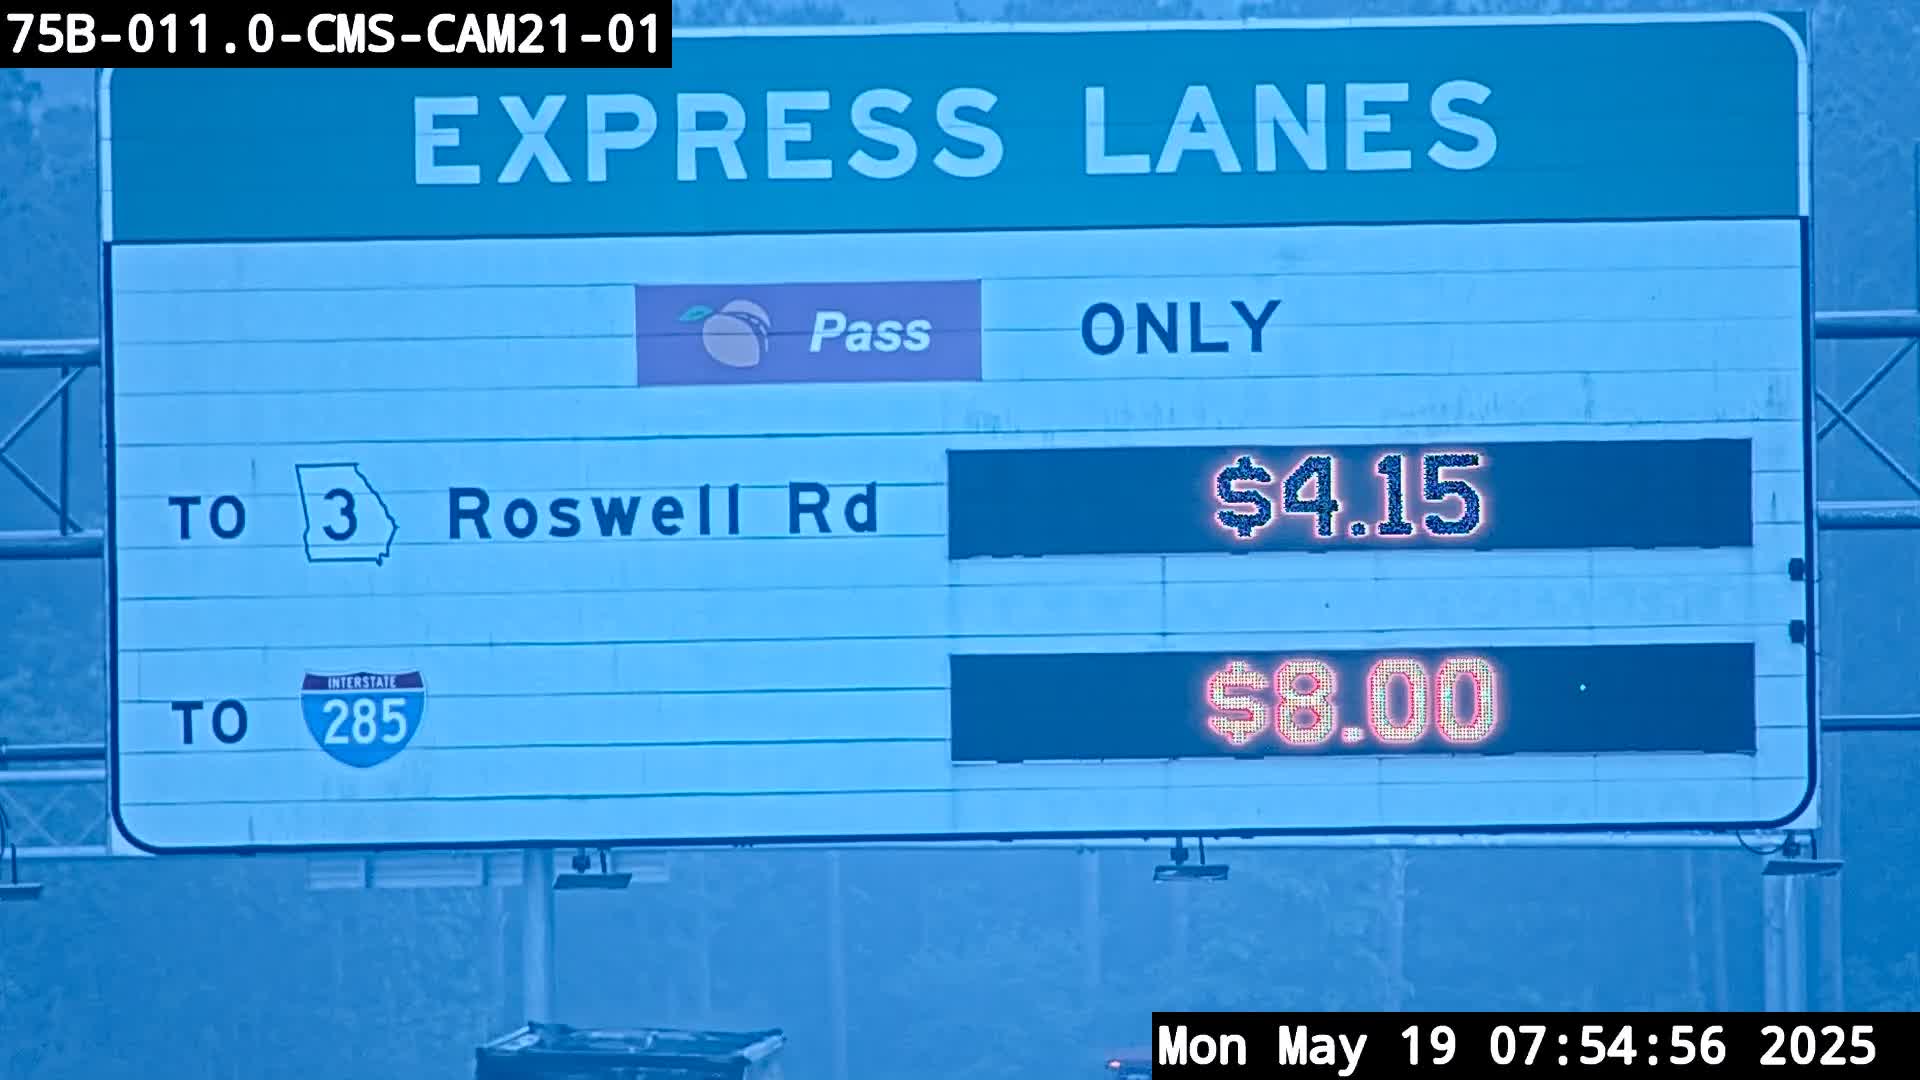 75B-011.0-CMS-CAM21-01
EXPRESS LANES
Pass ONLY
TO 3 Roswell Rd $4.15
INTERSTATE
TO 285 $8.00
Mon May 19 07:54:56 2025